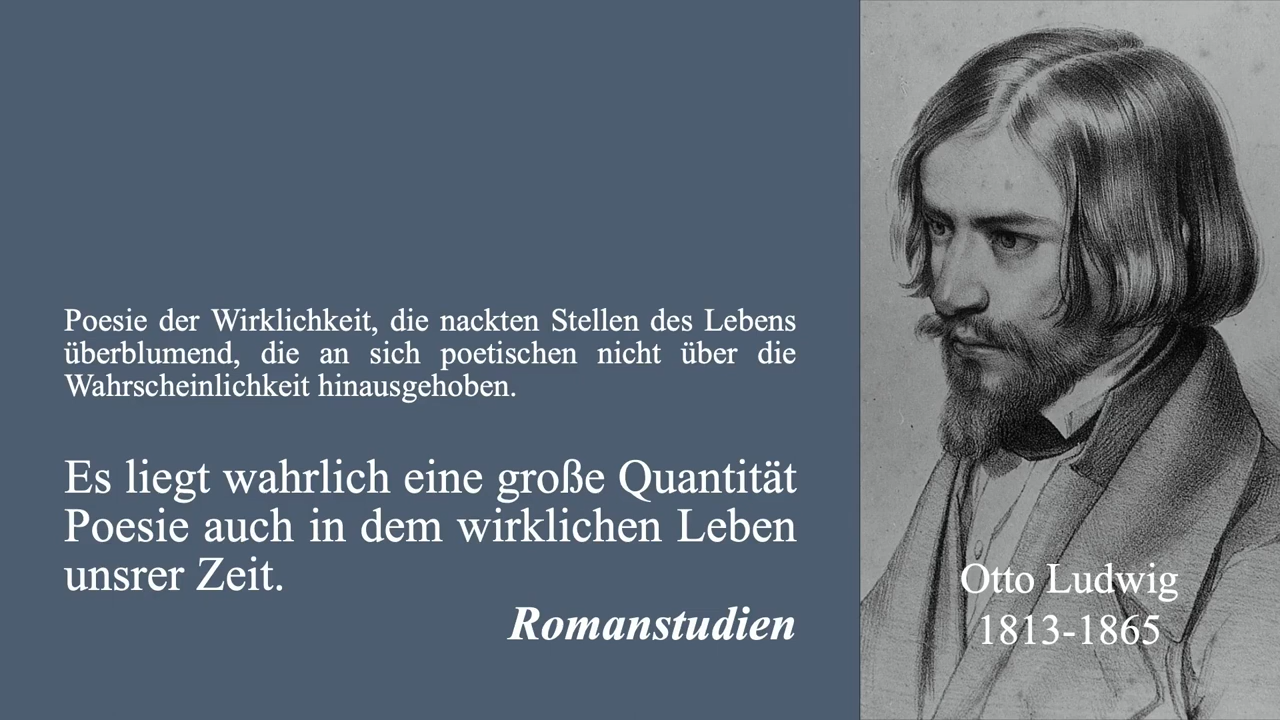 Poesie der Wirklichkeit, die nackten Stellen des Lebens
überblumend, die an sich poetischen nicht über die
Wahrscheinlichkeit hinausgehoben.
Es liegt wahrlich eine große Quantität
Poesie auch in dem wirklichen Leben
unsrer Zeit.
Romanstudien
Otto Ludwig
1813-1865